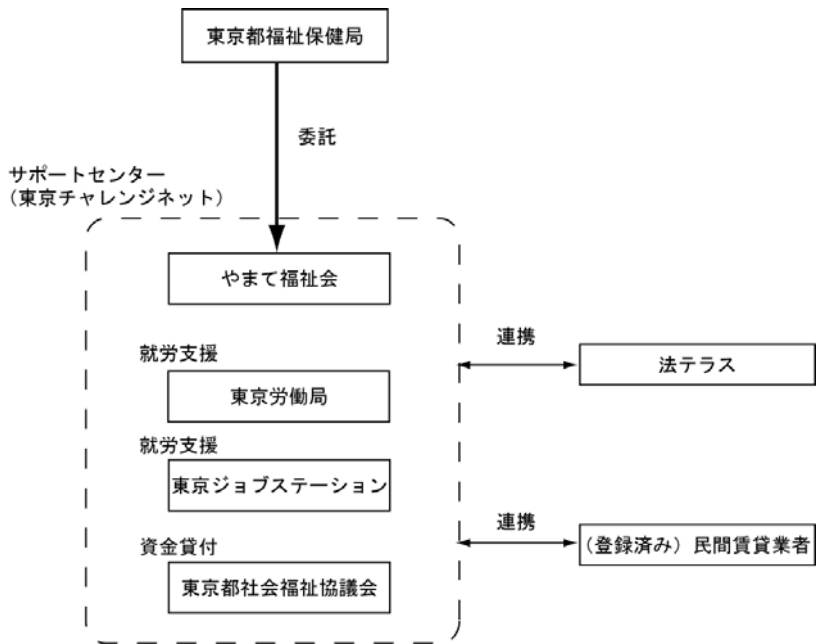 東京都福祉保健局
委託
サポートセンター
（東京チャレンジネット）
やまて福祉会
就労支援
東京労働局
就労支援
東京ジョブステーション
資金貸付
東京都社会福祉協議会
連携
法テラス
連携
（登録済み）民間賃貸業者